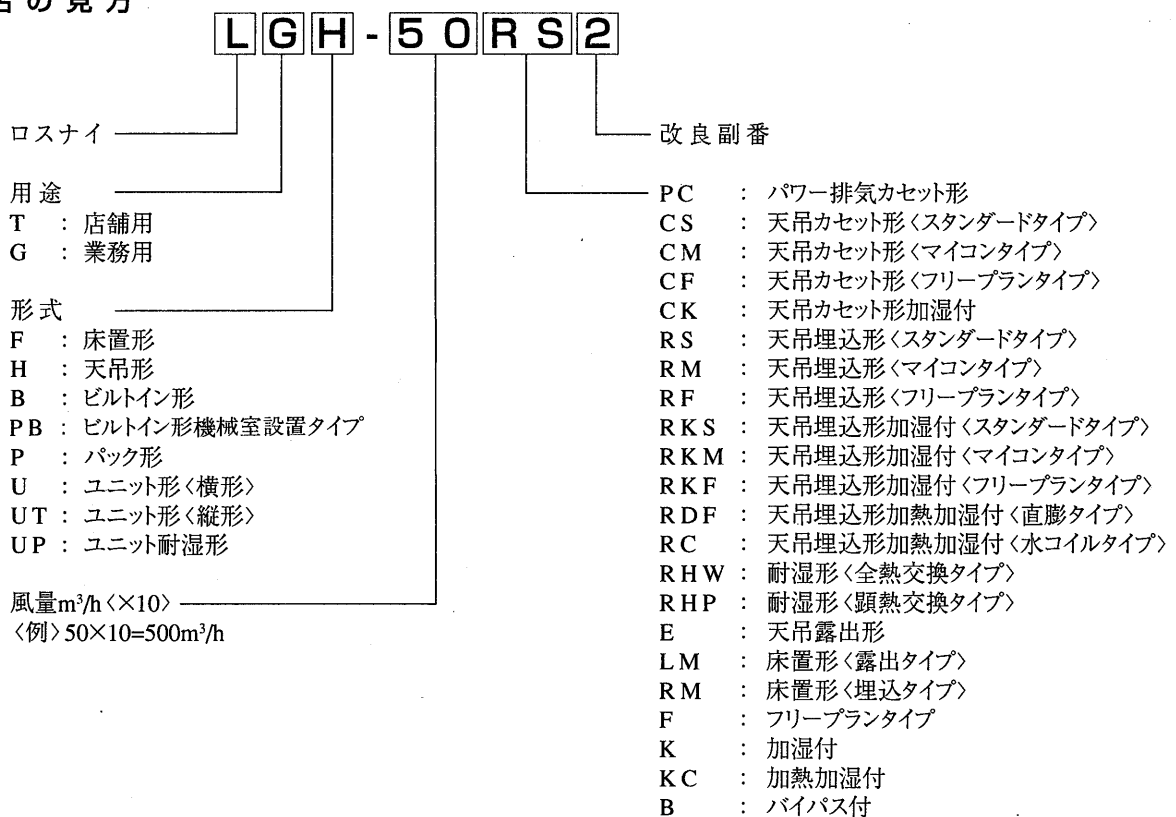 の見方
LGH-50RS2
ロスナイ
用途
T : 店舗用
G : 業務用
形式
F : 床置形
H : 天吊形
B : ビルトイン形
PB : ビルトイン形機械室設置タイプ
P : パック形
U : ユニット形〈横形〉
UT : ユニット形〈縦形〉
UP : ユニット耐湿形
風量m³/h〈×10〉
〈例〉50×10=500m³/h
改良副番
PC : パワー排気カセット形
CS : 天吊カセット形〈スタンダードタイプ〉
CM : 天吊カセット形〈マイコンタイプ〉
CF : 天吊カセット形〈フリープランタイプ〉
CK : 天吊カセット形加湿付
RS : 天吊埋込形〈スタンダードタイプ〉
RM : 天吊埋込形〈マイコンタイプ〉
RF : 天吊埋込形〈フリープランタイプ〉
RKS : 天吊埋込形加湿付〈スタンダードタイプ〉
RKM : 天吊埋込形加湿付〈マイコンタイプ〉
RKF : 天吊埋込形加湿付〈フリープランタイプ〉
RDF : 天吊埋込形加熱加湿付〈直膨タイプ〉
RC : 天吊埋込形加熱加湿付〈水コイルタイプ〉
RHW : 耐湿形〈全熱交換タイプ〉
RHP : 耐湿形〈顕熱交換タイプ〉
E : 天吊露出形
LM : 床置形〈露出タイプ〉
RM : 床置形〈埋込タイプ〉
F : フリープランタイプ
K : 加湿付
KC : 加熱加湿付
B : バイパス付